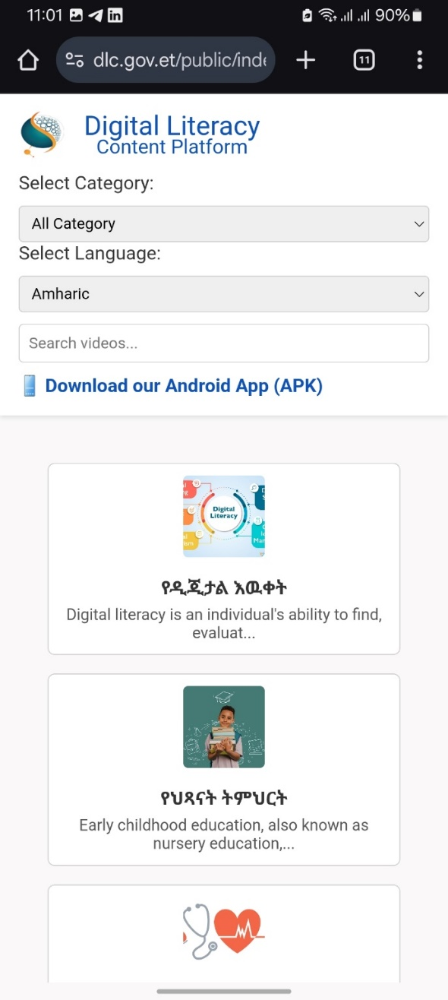 11:01
90%
dlc.gov.et/public/inde
11
Digital Literacy
Content Platform
Select Category:
All Category
Select Language:
Amharic
Search videos...
Download our Android App (APK)
Digital
Literacy
የዲጂታል እዉቀት
Digital literacy is an individual's ability to find,
evaluat...
የህጻናት ትምህርት
Early childhood education, also known as
nursery education,...